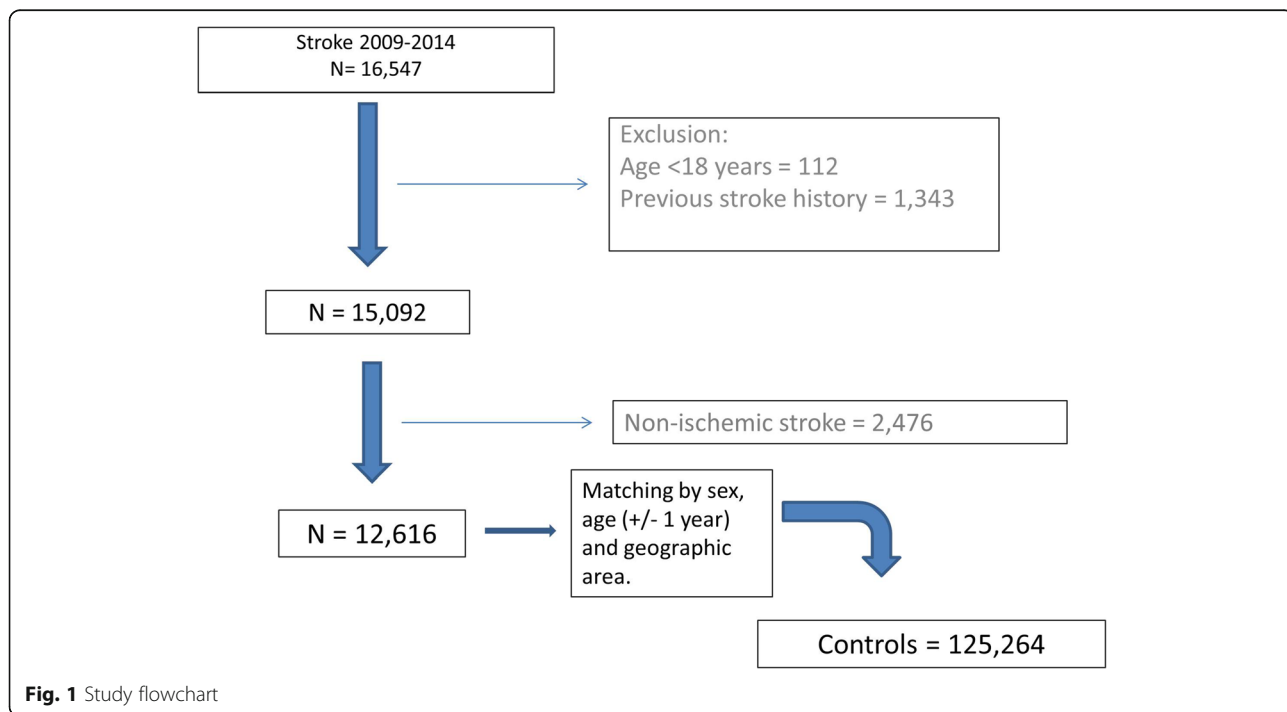 Stroke 2009-2014
N= 16,547
Exclusion:
Age <18 years = 112
Previous stroke history = 1,343
N = 15,092
Non-ischemic stroke = 2,476
N = 12,616
Matching by sex,
age (+/- 1 year)
and geographic
area.
Controls = 125,264
Fig. 1 Study flowchart